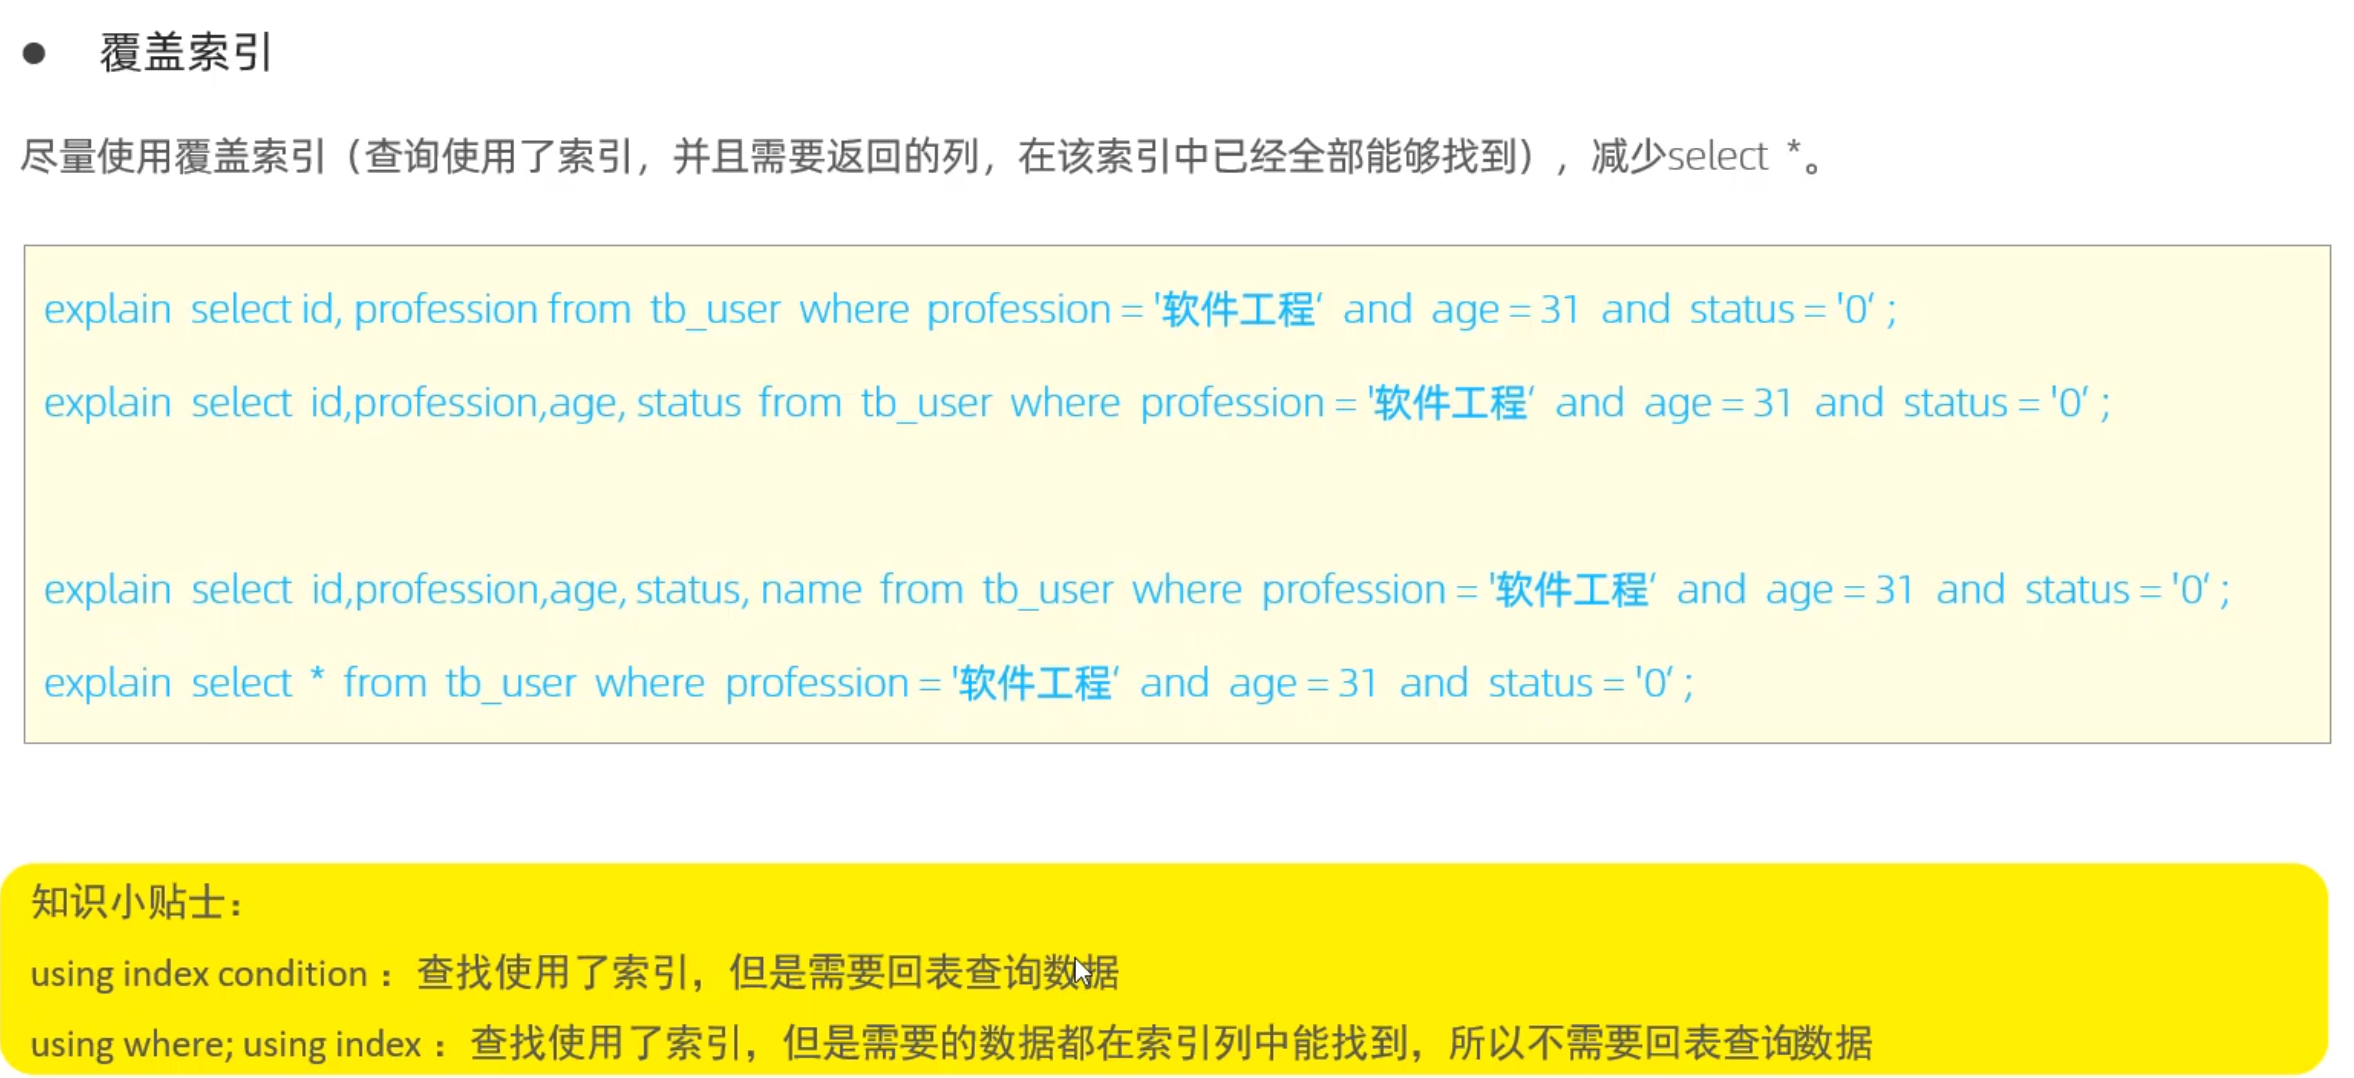 ● 覆盖索引
尽量使用覆盖索引（查询使用了索引，并且需要返回的列，在该索引中已经全部能够找到），减少select *。
explain select id, profession from tb_user where profession = '软件工程‘ and age = 31 and status = '0‘ ;
explain select id,profession,age, status from tb_user where profession = '软件工程‘ and age = 31 and status = '0‘ ;
explain select id,profession,age, status, name from tb_user where profession = '软件工程‘ and age = 31 and status = '0‘ ;
explain select * from tb_user where profession = '软件工程‘ and age = 31 and status = '0‘ ;
知识小贴士：
using index condition ：查找使用了索引，但是需要回表查询数据
using where; using index ：查找使用了索引，但是需要的数据都在索引列中能找到，所以不需要回表查询数据